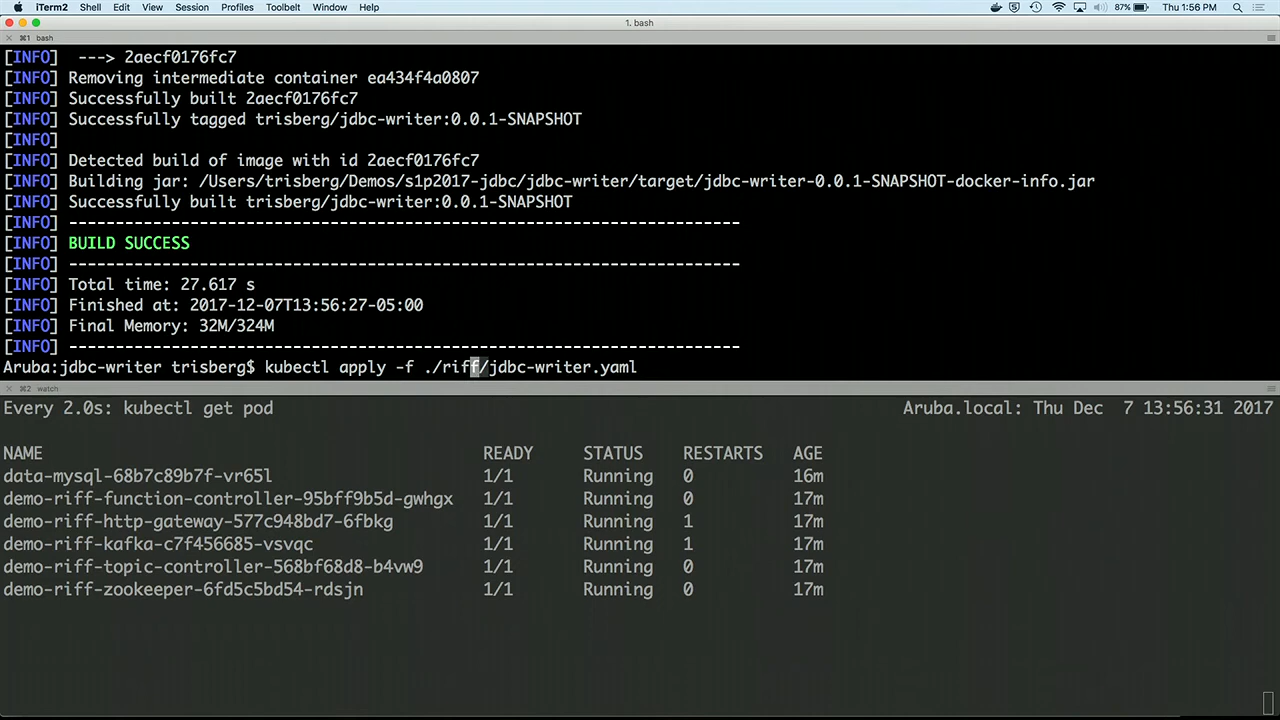 iTerm2 Shell Edit View Session Profiles Toolbelt Window Help 87% Thu 1:56 PM
1. bash
⌘1 bash
[INFO] ---> 2aecf0176fc7
[INFO] Removing intermediate container ea434f4a0807
[INFO] Successfully built 2aecf0176fc7
[INFO] Successfully tagged trisberg/jdbc-writer:0.0.1-SNAPSHOT
[INFO]
[INFO] Detected build of image with id 2aecf0176fc7
[INFO] Building jar: /Users/trisberg/Demos/s1p2017-jdbc/jdbc-writer/target/jdbc-writer-0.0.1-SNAPSHOT-docker-info.jar
[INFO] Successfully built trisberg/jdbc-writer:0.0.1-SNAPSHOT
[INFO] ------------------------------------------------------------------------
[INFO] BUILD SUCCESS
[INFO] ------------------------------------------------------------------------
[INFO] Total time: 27.617 s
[INFO] Finished at: 2017-12-07T13:56:27-05:00
[INFO] Final Memory: 32M/324M
[INFO] ------------------------------------------------------------------------
Aruba:jdbc-writer trisberg$ kubectl apply -f ./riff/jdbc-writer.yaml
⌘2 watch
Every 2.0s: kubectl get pod Aruba.local: Thu Dec 7 13:56:31 2017
NAME READY STATUS RESTARTS AGE
data-mysql-68b7c89b7f-vr65l 1/1 Running 0 16m
demo-riff-function-controller-95bff9b5d-gwhgx 1/1 Running 0 17m
demo-riff-http-gateway-577c948bd7-6fbkg 1/1 Running 1 17m
demo-riff-kafka-c7f456685-vsvqc 1/1 Running 1 17m
demo-riff-topic-controller-568bf68d8-b4vw9 1/1 Running 0 17m
demo-riff-zookeeper-6fd5c5bd54-rdsjn 1/1 Running 0 17m